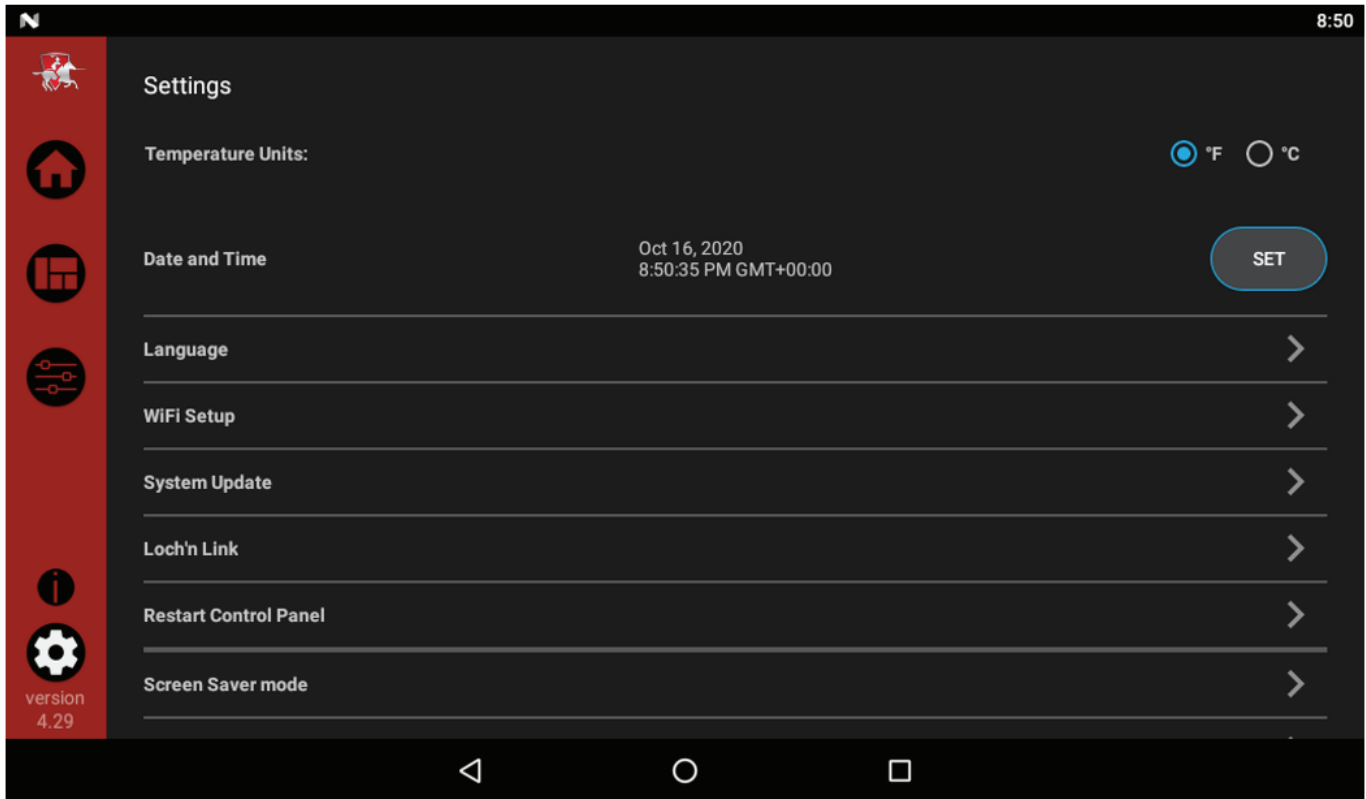 8:50
Settings
Temperature Units:
°F
°C
Date and Time
Oct 16, 2020
8:50:35 PM GMT+00:00
SET
Language
WiFi Setup
System Update
Loch'n Link
Restart Control Panel
Screen Saver mode
version
4.29